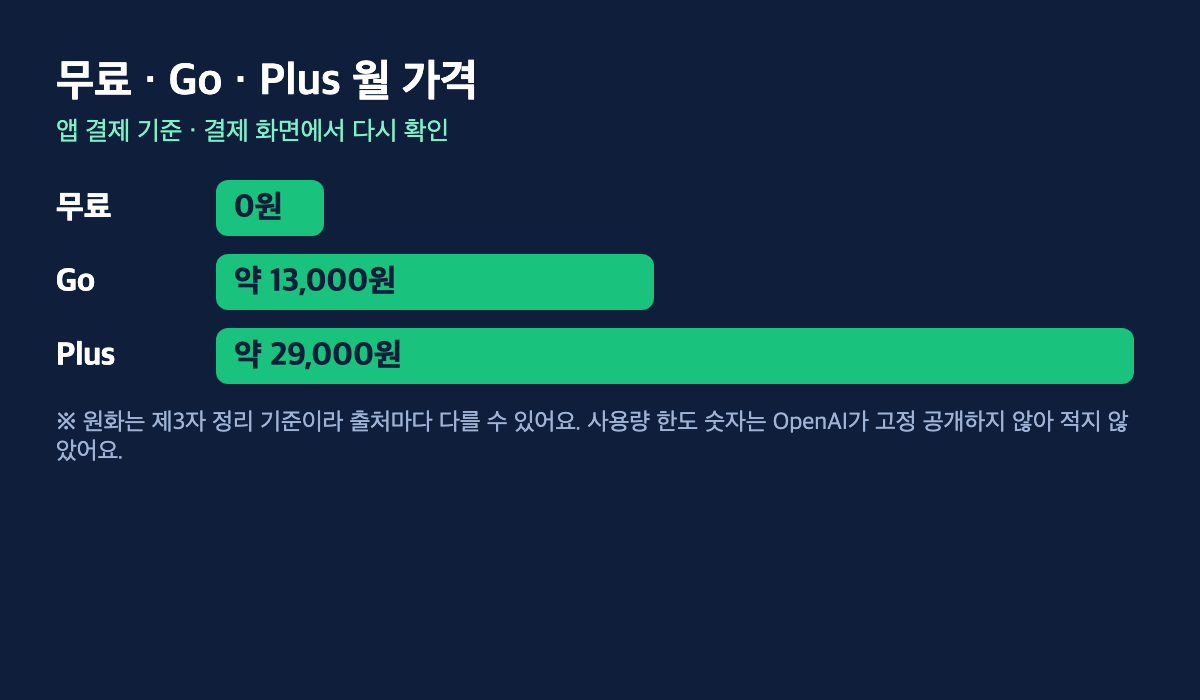 무료 · Go · Plus 월 가격
앱 결제 기준 · 결제 화면에서 다시 확인
무료
0원
Go
약 13,000원
Plus
약 29,000원
※ 원화는 제3자 정리 기준이라 출처마다 다를 수 있어요. 사용량 한도 숫자는 OpenAI가 고정 공개하지 않아 적지 않
았어요.